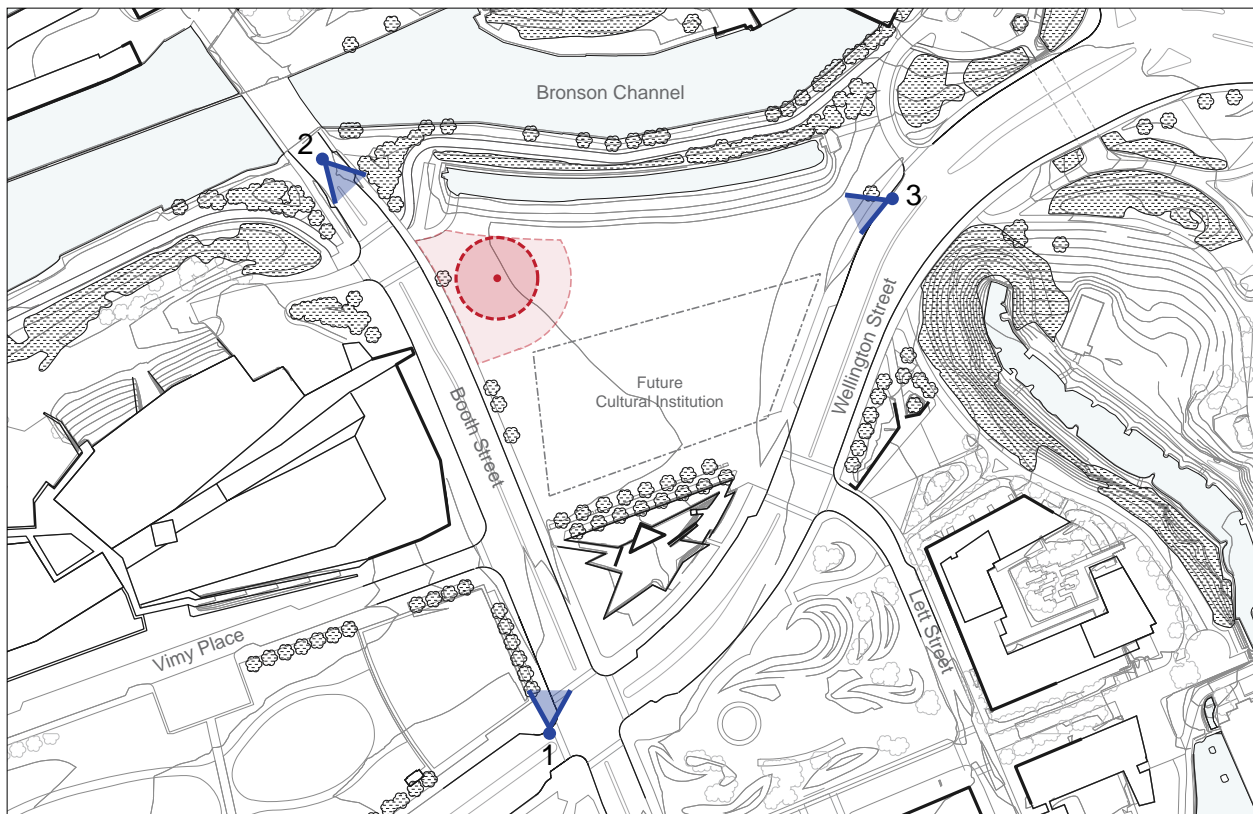 Bronson Channel
2
3
Wellington Street
Future
Cultural Institution
Booth Street
Lett Street
Vimy Place
1